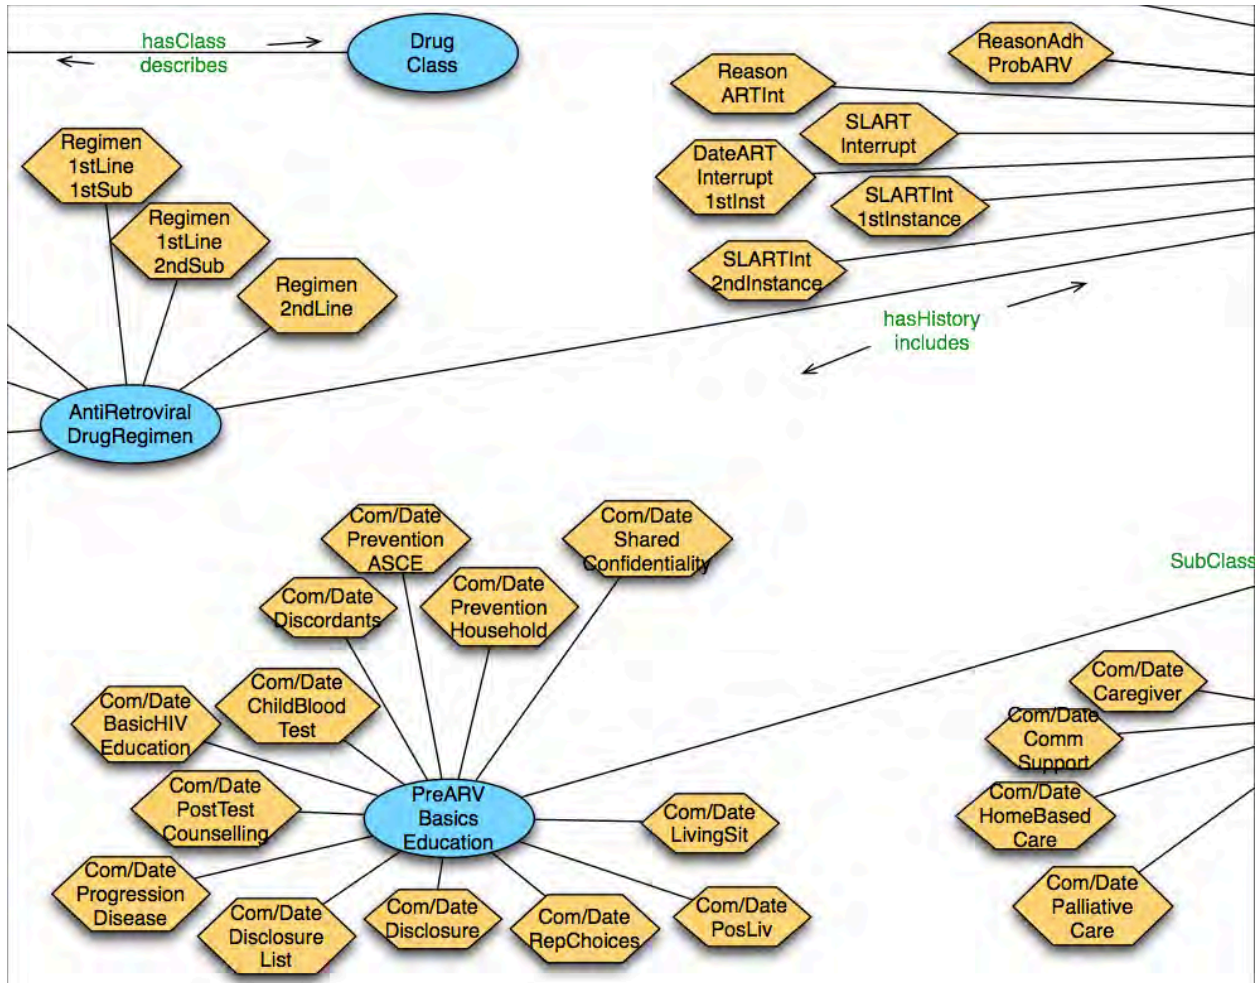 hasClass
describes
Drug
Class
ReasonAdh
ProbARV
Reason
ARTInt
SLART
Interrupt
DateART
Interrupt
1stInst
SLARTInt
1stInstance
SLARTInt
2ndInstance
Regimen
1stLine
1stSub
Regimen
1stLine
2ndSub
Regimen
2ndLine
hasHistory
includes
AntiRetroviral
DrugRegimen
Com/Date
Prevention
ASCE
Com/Date
Shared
Confidentiality
SubClass
Com/Date
Discordants
Com/Date
Prevention
Household
Com/Date
Caregiver
Com/Date
ChildBlood
Test
Com/Date
BasicHIV
Education
Com/Date
Comm
Support
Com/Date
PostTest
Counselling
PreARV
Basics
Education
Com/Date
LivingSit
Com/Date
HomeBased
Care
Com/Date
Progression
Disease
Com/Date
Disclosure
List
Com/Date
Disclosure
Com/Date
RepChoices
Com/Date
PosLiv
Com/Date
Palliative
Care